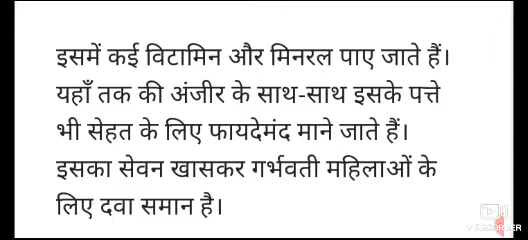 इसमें कई विटामिन और मिनरल पाए जाते हैं।
यहाँ तक की अंजीर के साथ-साथ इसके पत्ते
भी सेहत के लिए फायदेमंद माने जाते हैं।
इसका सेवन खासकर गर्भवती महिलाओं के
लिए दवा समान है।